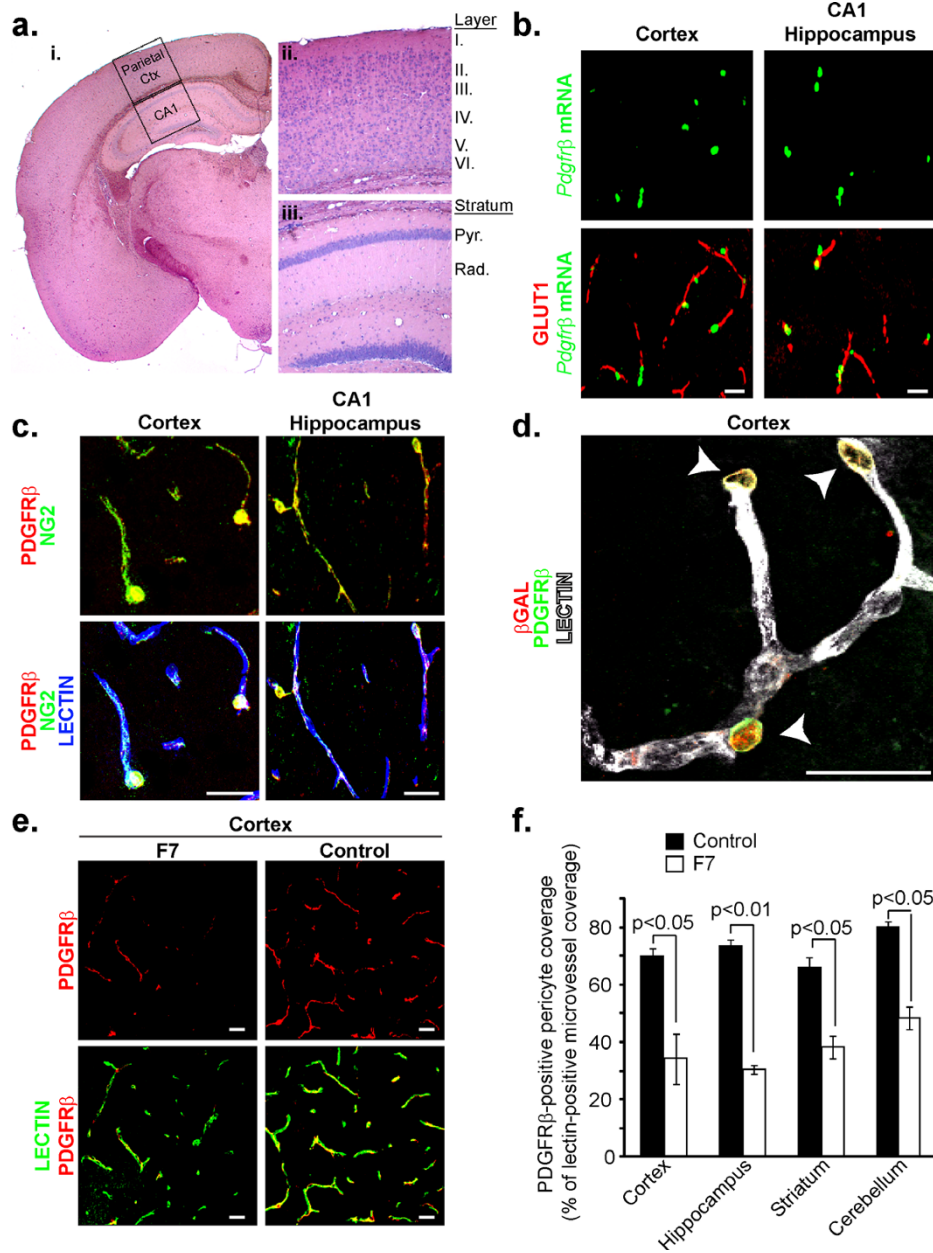 a.
i.
Parietal
Ctx
CA1
ii.
Layer
I.
II.
III.
IV.
V.
VI.
iii.
Stratum
Pyr.
Rad.
b.
Cortex
CA1
Hippocampus
Pdgfrβ mRNA
GLUT1
Pdgfrβ mRNA
c.
Cortex
CA1
Hippocampus
PDGFRβ
NG2
PDGFRβ
NG2
LECTIN
d.
Cortex
βGAL
PDGFRβ
LECTIN
e.
Cortex
F7
Control
PDGFRβ
LECTIN
PDGFRβ
f.
Control
F7
PDGFRβ-positive pericyte coverage
(% of lectin-positive microvessel coverage)
80
60
40
20
0
p<0.05
p<0.01
p<0.05
p<0.05
Cortex
Hippocampus
Striatum
Cerebellum